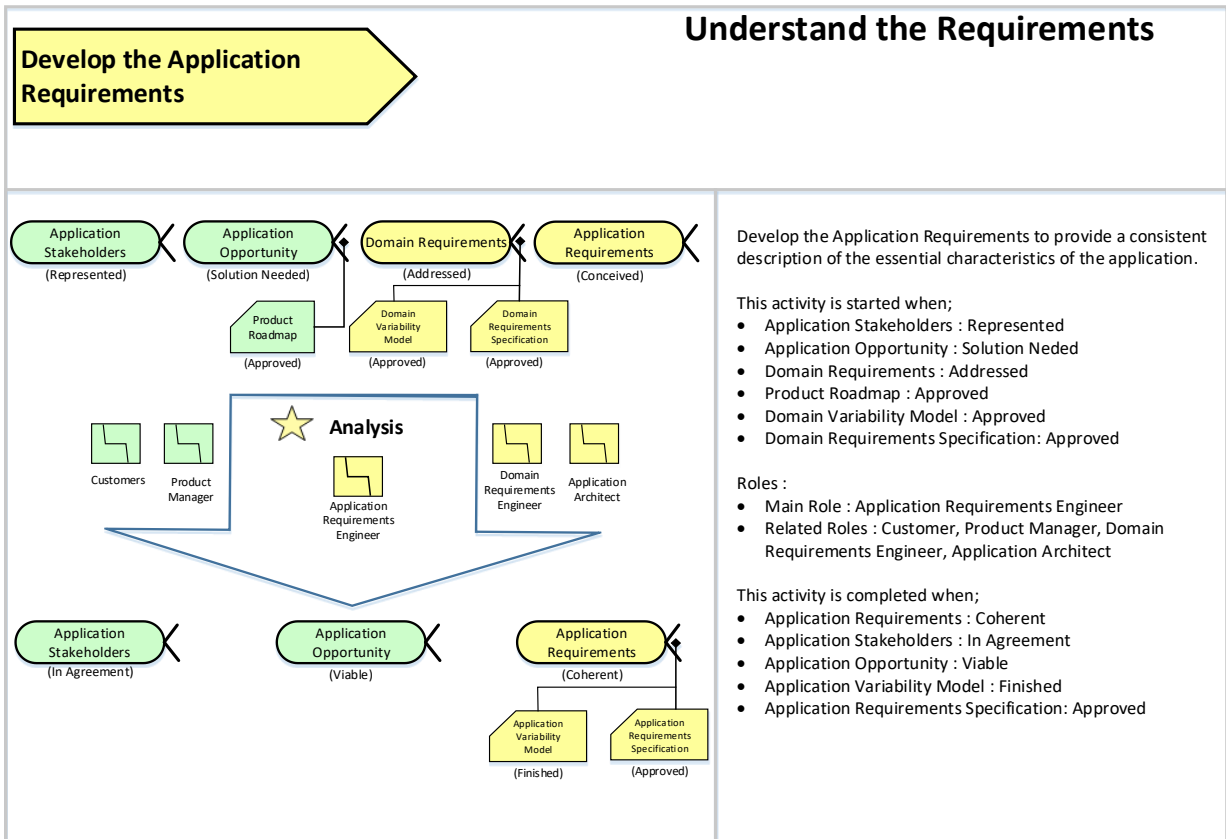 Understand the Requirements
Develop the Application
Requirements
Application
Stakeholders
(Represented)
Application
Opportunity
(Solution Needed)
Domain Requirements
(Addressed)
Application
Requirements
(Conceived)
Product
Roadmap
(Approved)
Domain
Variability
Model
(Approved)
Domain
Requirements
Specification
(Approved)
Analysis
Customers
Product
Manager
Application
Requirements
Engineer
Domain
Requirements
Engineer
Application
Architect
Application
Stakeholders
(In Agreement)
Application
Opportunity
(Viable)
Application
Requirements
(Coherent)
Application
Variability
Model
(Finished)
Application
Requirements
Specification
(Approved)
Develop the Application Requirements to provide a consistent
description of the essential characteristics of the application.
This activity is started when;
• Application Stakeholders : Represented
• Application Opportunity : Solution Neded
• Domain Requirements : Addressed
• Product Roadmap : Approved
• Domain Variability Model : Approved
• Domain Requirements Specification: Approved
Roles :
• Main Role : Application Requirements Engineer
• Related Roles : Customer, Product Manager, Domain
Requirements Engineer, Application Architect
This activity is completed when;
• Application Requirements : Coherent
• Application Stakeholders : In Agreement
• Application Opportunity : Viable
• Application Variability Model : Finished
• Application Requirements Specification: Approved